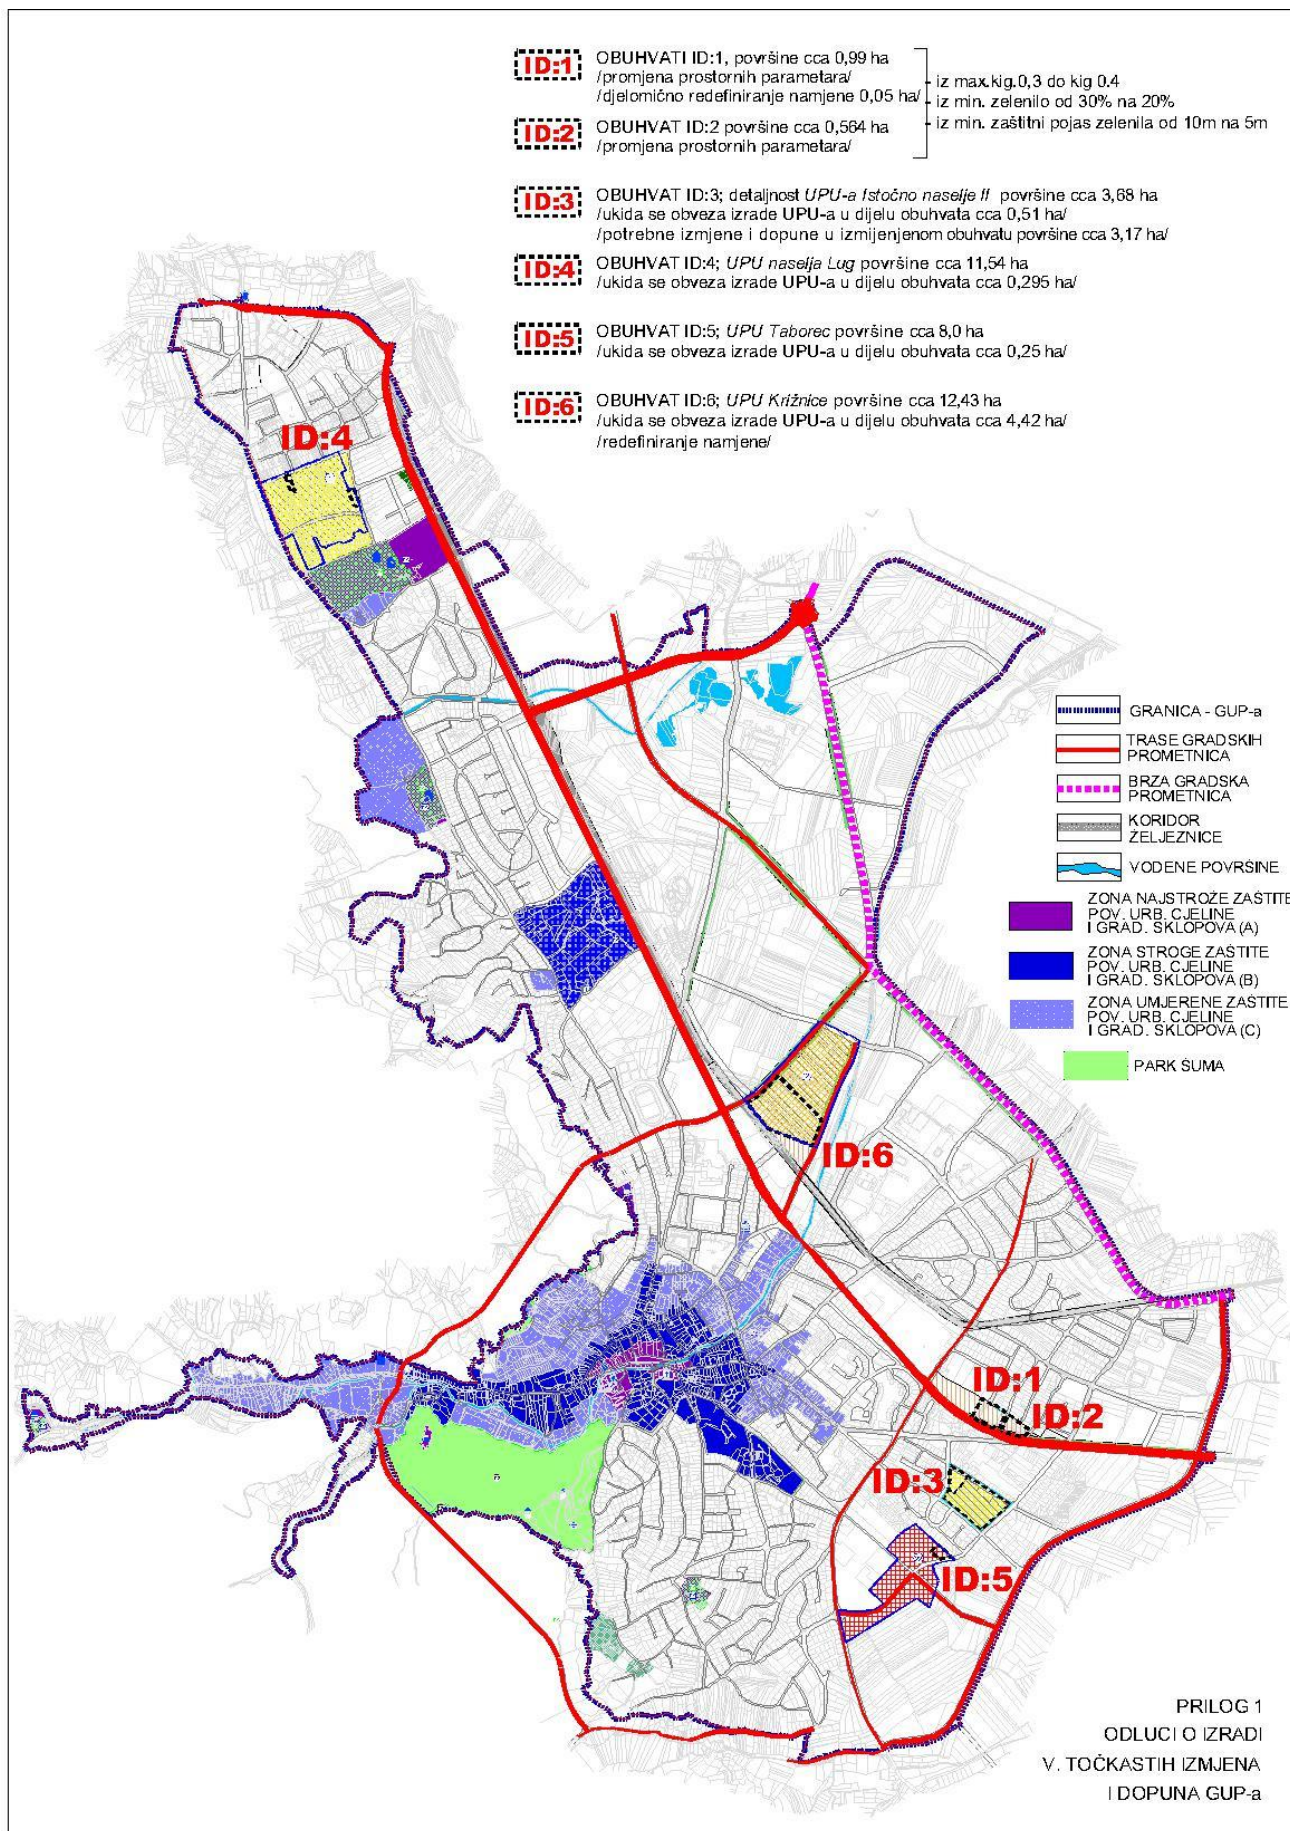 ID:1
OBUHVATI ID:1, površine cca 0,99 ha
/promjena prostornih parametara/
/djelomično redefiniranje namjene 0,05 ha/
ID:2
OBUHVAT ID:2 površine cca 0,564 ha
/promjena prostornih parametara/
- iz max.kig.0,3 do kig 0.4
- iz min. zelenilo od 30% na 20%
- iz min. zaštitni pojas zelenila od 10m na 5m
ID:3
OBUHVAT ID:3; detaljnost UPU-a Istočno naselje II površine cca 3,68 ha
/ukida se obveza izrade UPU-a u dijelu obuhvata cca 0,51 ha/
/potrebne izmjene i dopune u izmijenjenom obuhvatu površine cca 3,17 ha/
ID:4
OBUHVAT ID:4; UPU naselja Lug površine cca 11,54 ha
/ukida se obveza izrade UPU-a u dijelu obuhvata cca 0,295 ha/
ID:5
OBUHVAT ID:5; UPU Taborec površine cca 8,0 ha
/ukida se obveza izrade UPU-a u dijelu obuhvata cca 0,25 ha/
ID:6
OBUHVAT ID:6; UPU Križnice površine cca 12,43 ha
/ukida se obveza izrade UPU-a u dijelu obuhvata cca 4,42 ha/
/redefiniranje namjene/
ID:4
GRANICA - GUP-a
TRASE GRADSKIH
PROMETNICA
BRZA GRADSKA
PROMETNICA
KORIDOR
ŽELJEZNICE
VODENE POVRŠINE
ZONA NAJSTROŽE ZAŠTITE
POV. URB. CJELINE
I GRAD. SKLOPOVA (A)
ZONA STROGE ZAŠTITE
POV. URB. CJELINE
I GRAD. SKLOPOVA (B)
ZONA UMJERENE ZAŠTITE
POV. URB. CJELINE
I GRAD. SKLOPOVA (C)
PARK ŠUMA
ID:6
ID:1
ID:2
ID:3
ID:5
PRILOG 1
ODLUCI O IZRADI
V. TOČKASTIH IZMJENA
I DOPUNA GUP-a